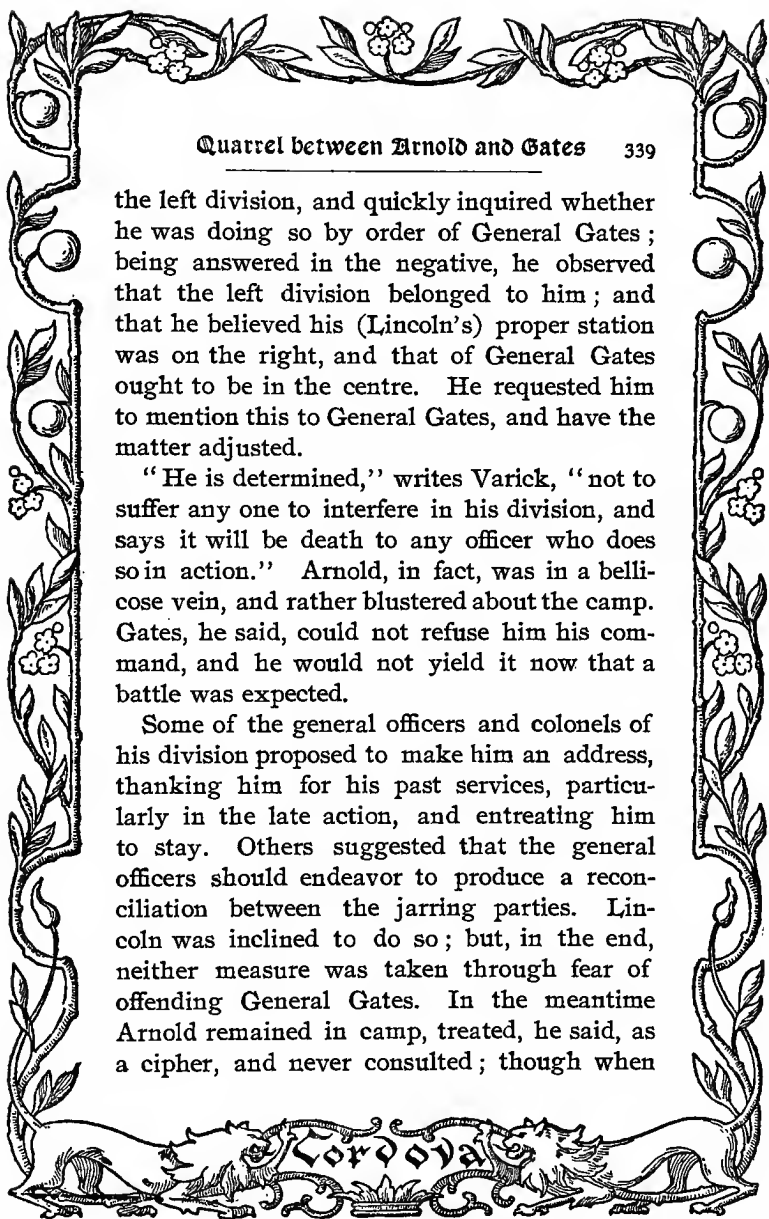 Quarrel between Arnold and Gates 339
the left division, and quickly inquired whether
he was doing so by order of General Gates ;
being answered in the negative, he observed
that the left division belonged to him ; and
that he believed his (Lincoln's) proper station
was on the right, and that of General Gates
ought to be in the centre. He requested him
to mention this to General Gates, and have the
matter adjusted.
“ He is determined,” writes Varick, “not to
suffer any one to interfere in his division, and
says it will be death to any officer who does
so in action.” Arnold, in fact, was in a belli-
cose vein, and rather blustered about the camp.
Gates, he said, could not refuse him his com-
mand, and he would not yield it now that a
battle was expected.
Some of the general officers and colonels of
his division proposed to make him an address,
thanking him for his past services, particu-
larly in the late action, and entreating him
to stay. Others suggested that the general
officers should endeavor to produce a recon-
ciliation between the jarring parties. Lin-
coln was inclined to do so ; but, in the end,
neither measure was taken through fear of
offending General Gates. In the meantime
Arnold remained in camp, treated, he said, as
a cipher, and never consulted ; though when
Cordova